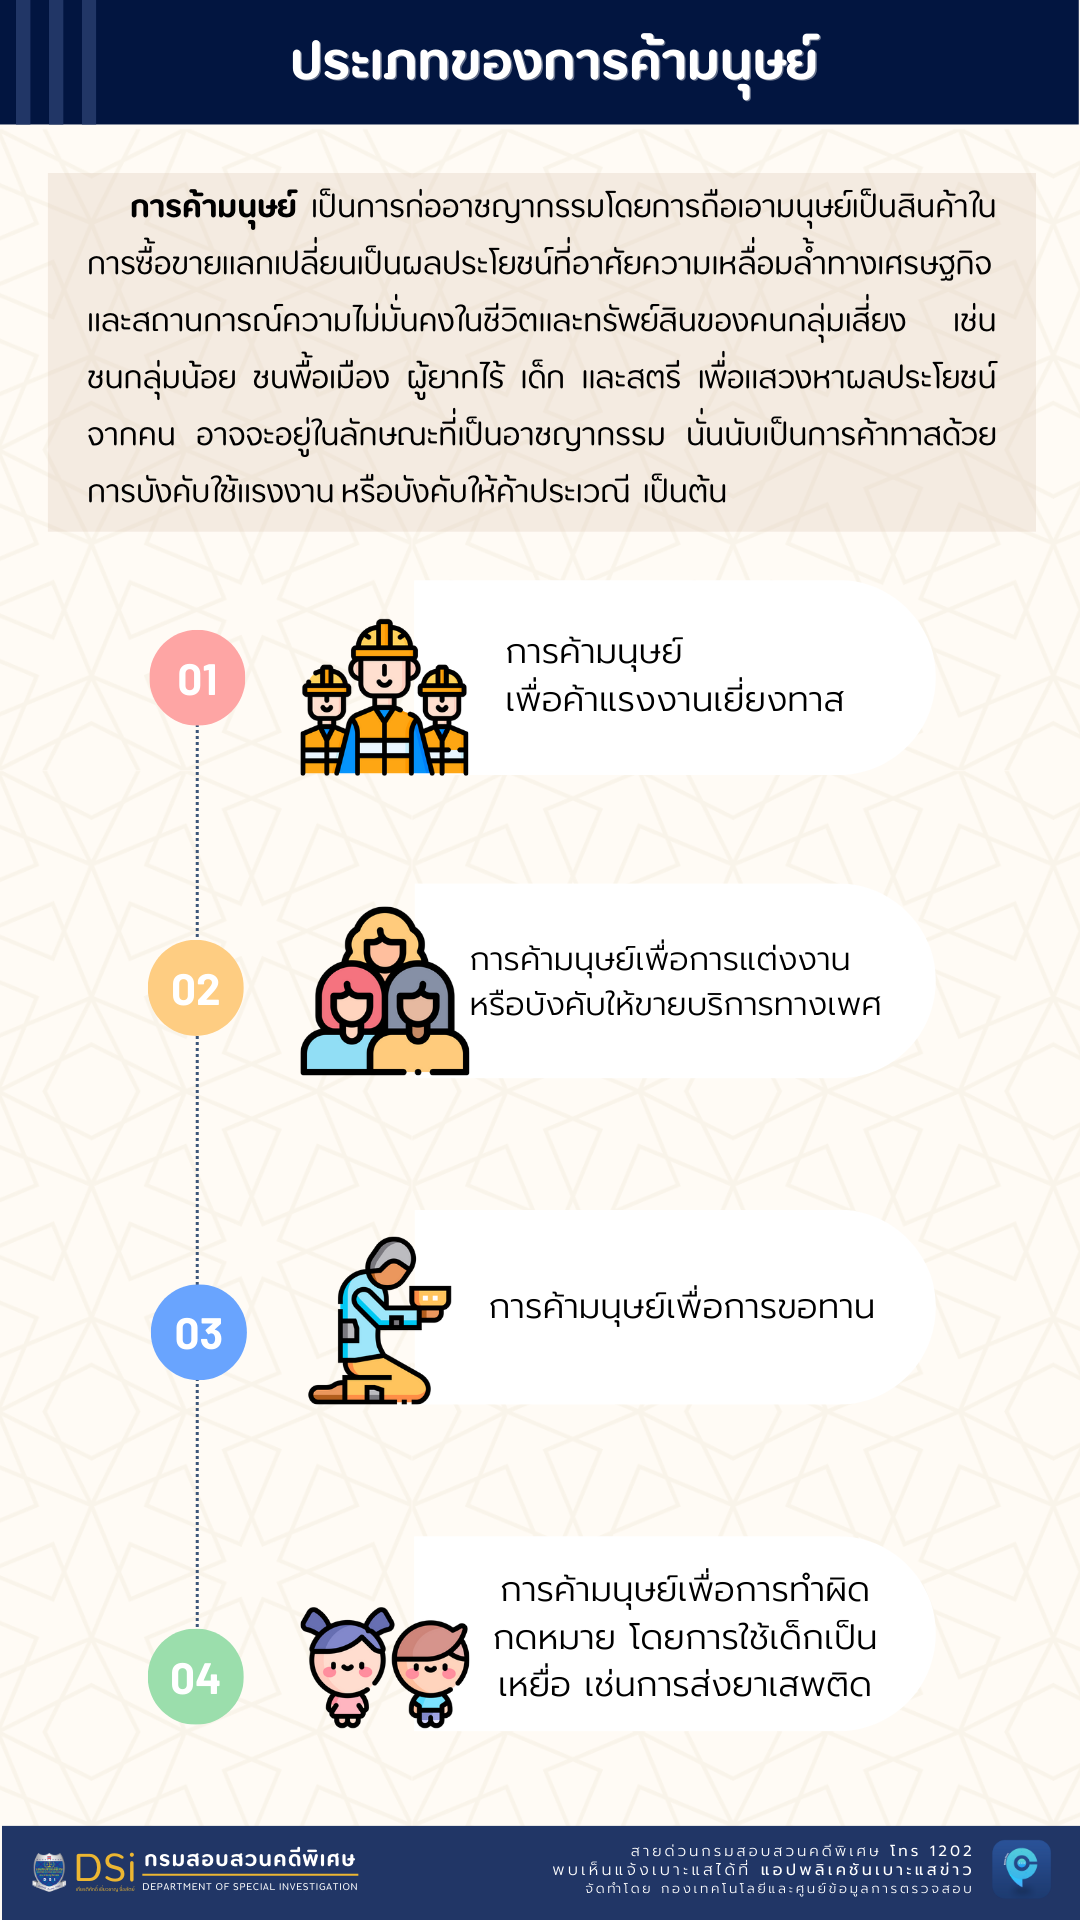 ประเภทของการค้ามนุษย์
การค้ามนุษย์ เป็นการก่ออาชญากรรมโดยการถือเอามนุษย์เป็นสินค้าใน
การซื้อขายแลกเปลี่ยนเป็นผลประโยชน์ที่อาศัยความเหลื่อมล้ำทางเศรษฐกิจ
และสถานการณ์ความไม่มั่นคงในชีวิตและทรัพย์สินของคนกลุ่มเสี่ยง เช่น
ชนกลุ่มน้อย ชนพื้อเมือง ผู้ยากไร้ เด็ก และสตรี เพื่อแสวงหาผลประโยชน์
จากคน อาจจะอยู่ในลักษณะที่เป็นอาชญากรรม นั่นนับเป็นการค้าทาสด้วย
การบังคับใช้แรงงาน หรือบังคับให้ค้าประเวณี เป็นต้น
01
การค้ามนุษย์
เพื่อค้าแรงงานเยี่ยงทาส
02
การค้ามนุษย์เพื่อการแต่งงาน
หรือบังคับให้ขายบริการทางเพศ
03
การค้ามนุษย์เพื่อการขอทาน
04
การค้ามนุษย์เพื่อการทำผิด
กดหมาย โดยการใช้เด็กเป็น
เหยื่อ เช่นการส่งยาเสพติด
DSi
กรมสอบสวนคดีพิเศษ
DEPARTMENT OF SPECIAL INVESTIGATION
สายด่วนกรมสอบสวนคดีพิเศษ โทร 1202
พบเห็นแจ้งเบาะแสได้ที่ แอปพลิเคชันเบาะแสข่าว
จัดทำโดย กองเทคโนโลยีและศูนย์ข้อมูลการตรวจสอบ